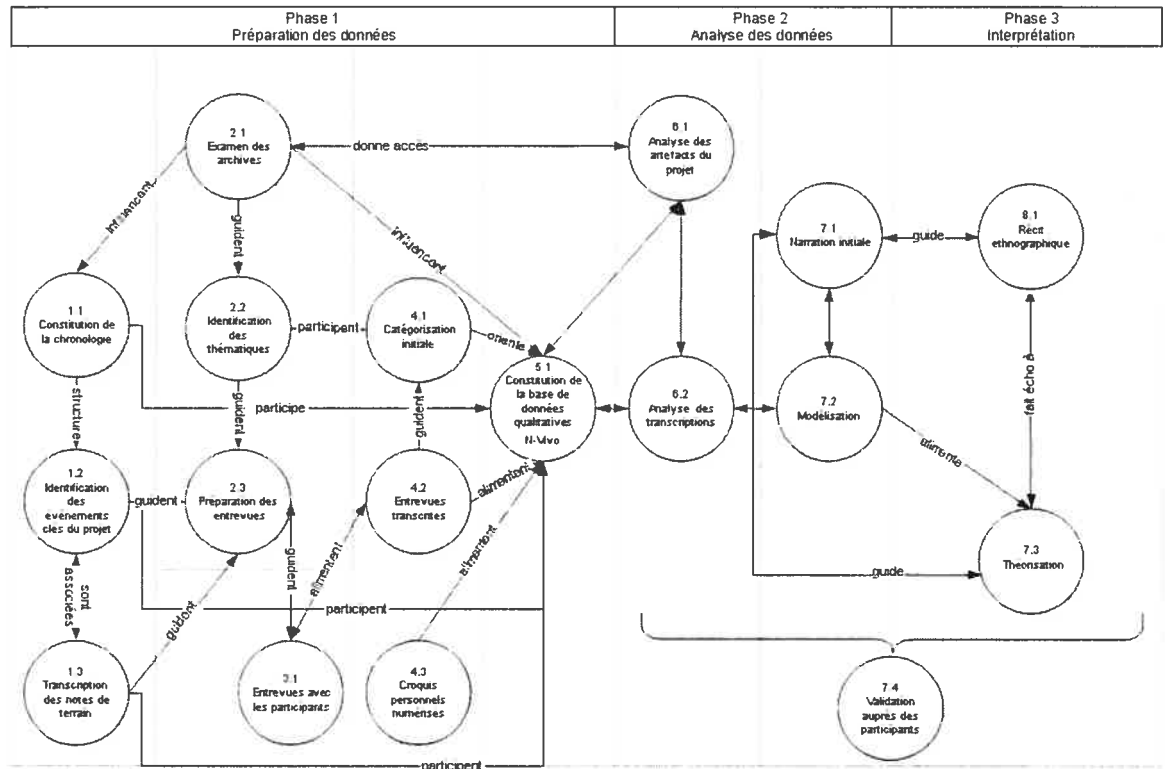 Phase 1
Préparation des données
Phase 2
Analyse des données
Phase 3
Interprétation
2.1
Examen des
archives
donne accès
6.1
Analyse des
artefacts du
projet
influencent
guident
influencent
7.1
Narration initiale
guide
8.1
Récit
ethnographique
1.1
Constitution de
la chronologie
2.2
Identification
des
thématiques
participent
4.1
Catégorisation
initiale
oriente
5.1
Constitution de
la base de
données
qualitatives
N-Vivo
structure
guident
participe
guident
6.2
Analyse des
transcriptions
7.2
Modélisation
fait écho à
alimente
1.2
Identification
des
évènements
clés du projet
guident
2.3
Préparation des
entrevues
4.2
Entrevues
transcrites
alimentent
7.3
Théorisation
sont
associées
guident
guident
alimentent
alimentent
guide
participent
1.3
Transcription
des notes de
terrain
3.1
Entrevues avec
les participants
4.3
Croquis
personnels
numérisés
7.4
Validation
auprès des
participants
participent